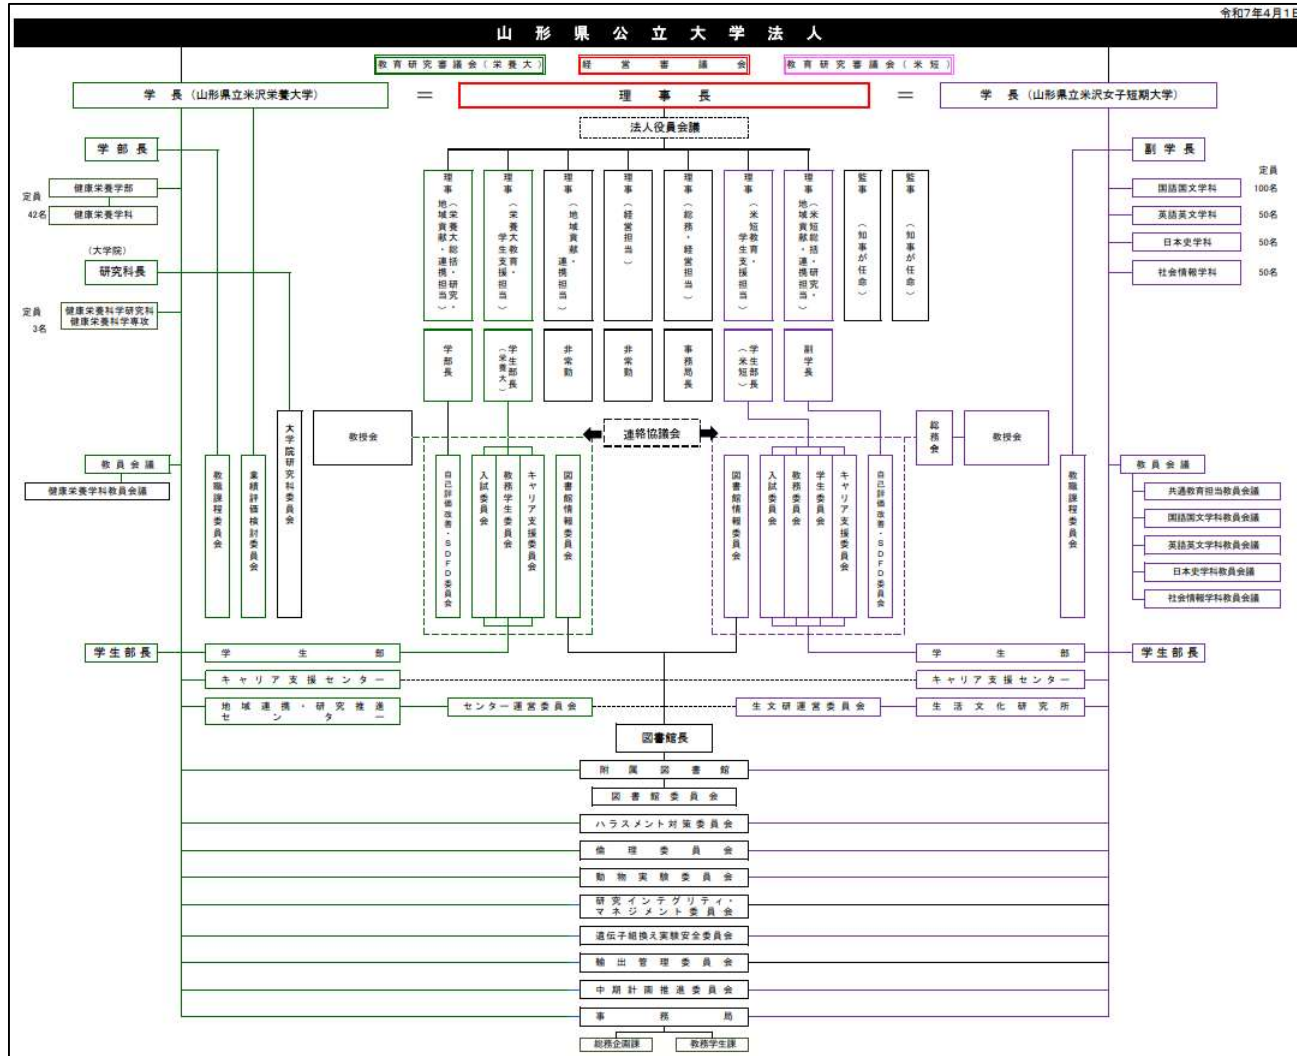 令和7年4月1日
山形県公立大学法人
教育研究審議会(栄養大)
経営審議会
教育研究審議会(米短)
学長(山形県立米沢栄養大学)
=
理事長
=
学長(山形県立米沢女子短期大学)
法人役員会議
学部長
副学長
定員
健康栄養学部
定員
42名
健康栄養学科
(大学院)
研究科長
定員
3名
健康栄養科学研究科
健康栄養科学専攻
国語国文学科
100名
英語英文学科
50名
日本史学科
50名
社会情報学科
50名
理事(栄養大総括・研究・
地域貢献・連携担当)
理事(栄養大教育・
学生支援担当)
理事(地域貢献・
連携担当)
理事(経営担当)
理事(総務・経営担当)
理事(米短教育・
学生支援担当)
理事(米短総括・研究・
地域貢献・連携担当)
監事(知事が任命)
監事(知事が任命)
学部長
学生部長
(栄養大)
非常勤
非常勤
事務局長
学生部長
(米短)
副学長
教授会
連絡協議会
総務会
教授会
教員会議
健康栄養学科教員会議
教職課程委員会
業績評価検討委員会
大学院研究科委員会
自己評価改善・SDFD委員会
入試委員会
教務学生委員会
キャリア支援委員会
図書館情報委員会
図書館情報委員会
入試委員会
教務委員会
学生委員会
キャリア支援委員会
自己評価改善・SDFD委員会
教職課程委員会
教員会議
共通教育担当教員会議
国語国文学科教員会議
英語英文学科教員会議
日本史学科教員会議
社会情報学科教員会議
学生部長
学生部
学生部
学生部長
キャリア支援センター
キャリア支援センター
地域連携・研究推進
センター
センター運営委員会
生文研運営委員会
生活文化研究所
図書館長
附属図書館
図書館委員会
ハラスメント対策委員会
倫理委員会
動物実験委員会
研究インテグリティ・
マネジメント委員会
遺伝子組換え実験安全委員会
輸出管理委員会
中期計画推進委員会
事務局
総務企画課
教務学生課